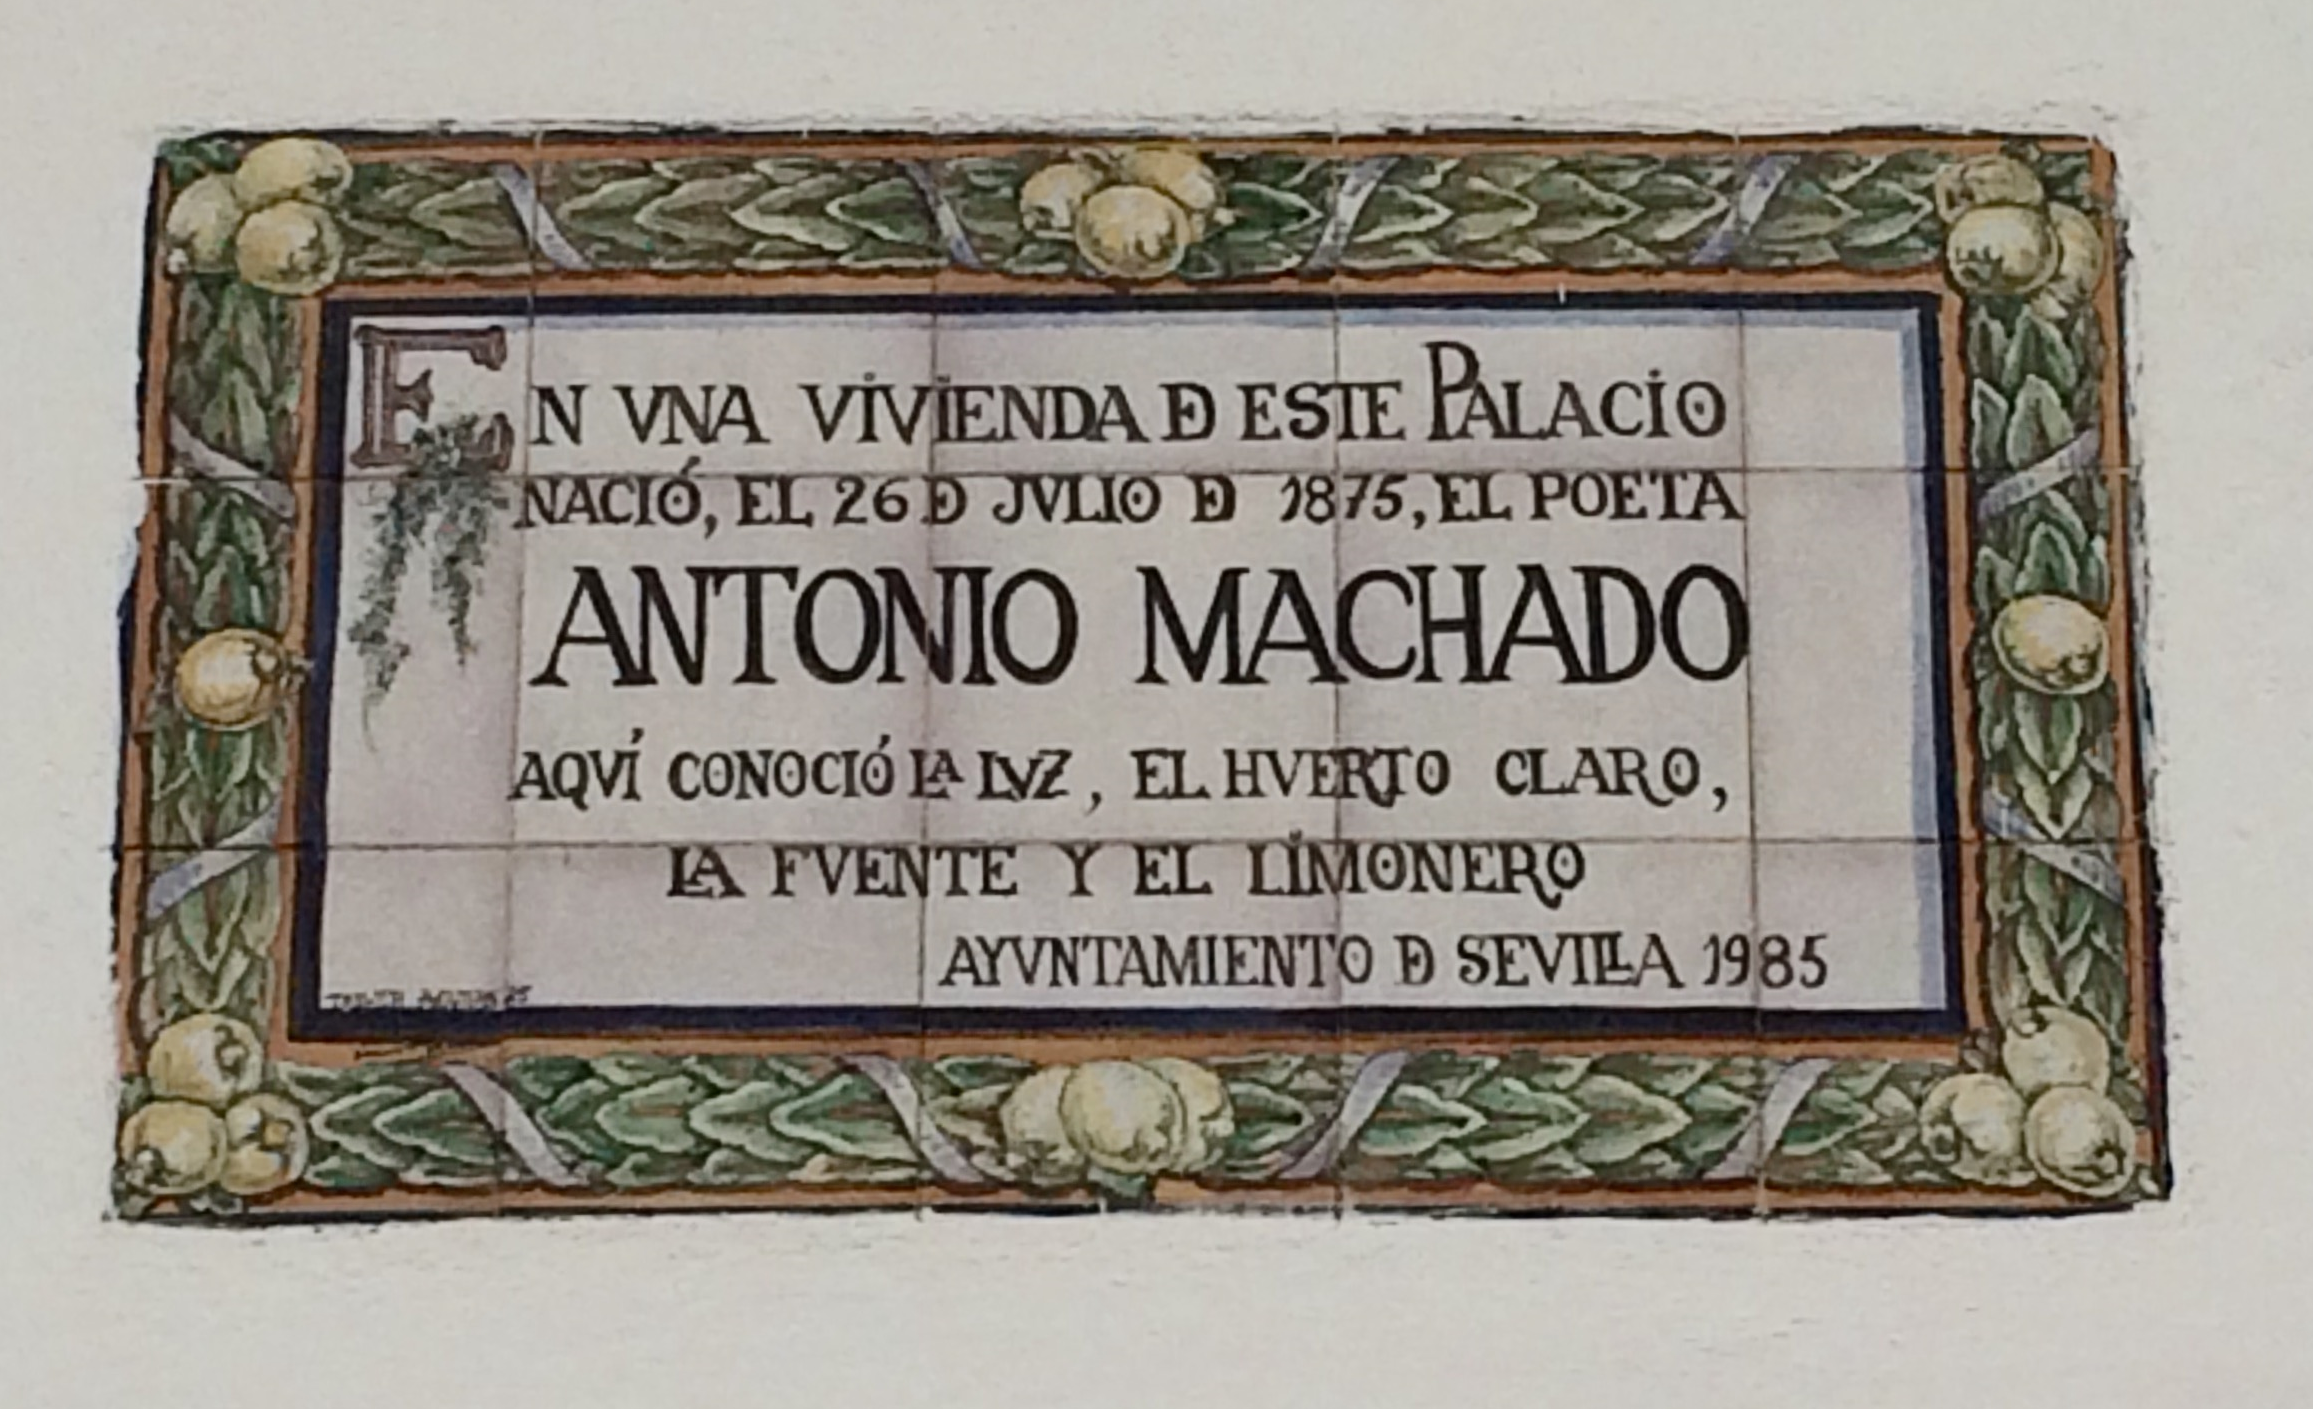 EN VNA VIVIENDA DE ESTE PALACIO
NACIÓ, EL 26 DE JVLIO DE 1875, EL POETA
ANTONIO MACHADO
AQVÍ CONOCIÓ LA LVZ, EL HVERTO CLARO,
LA FVENTE Y EL LIMONERO
AYVNTAMIENTO DE SEVILLA 1985